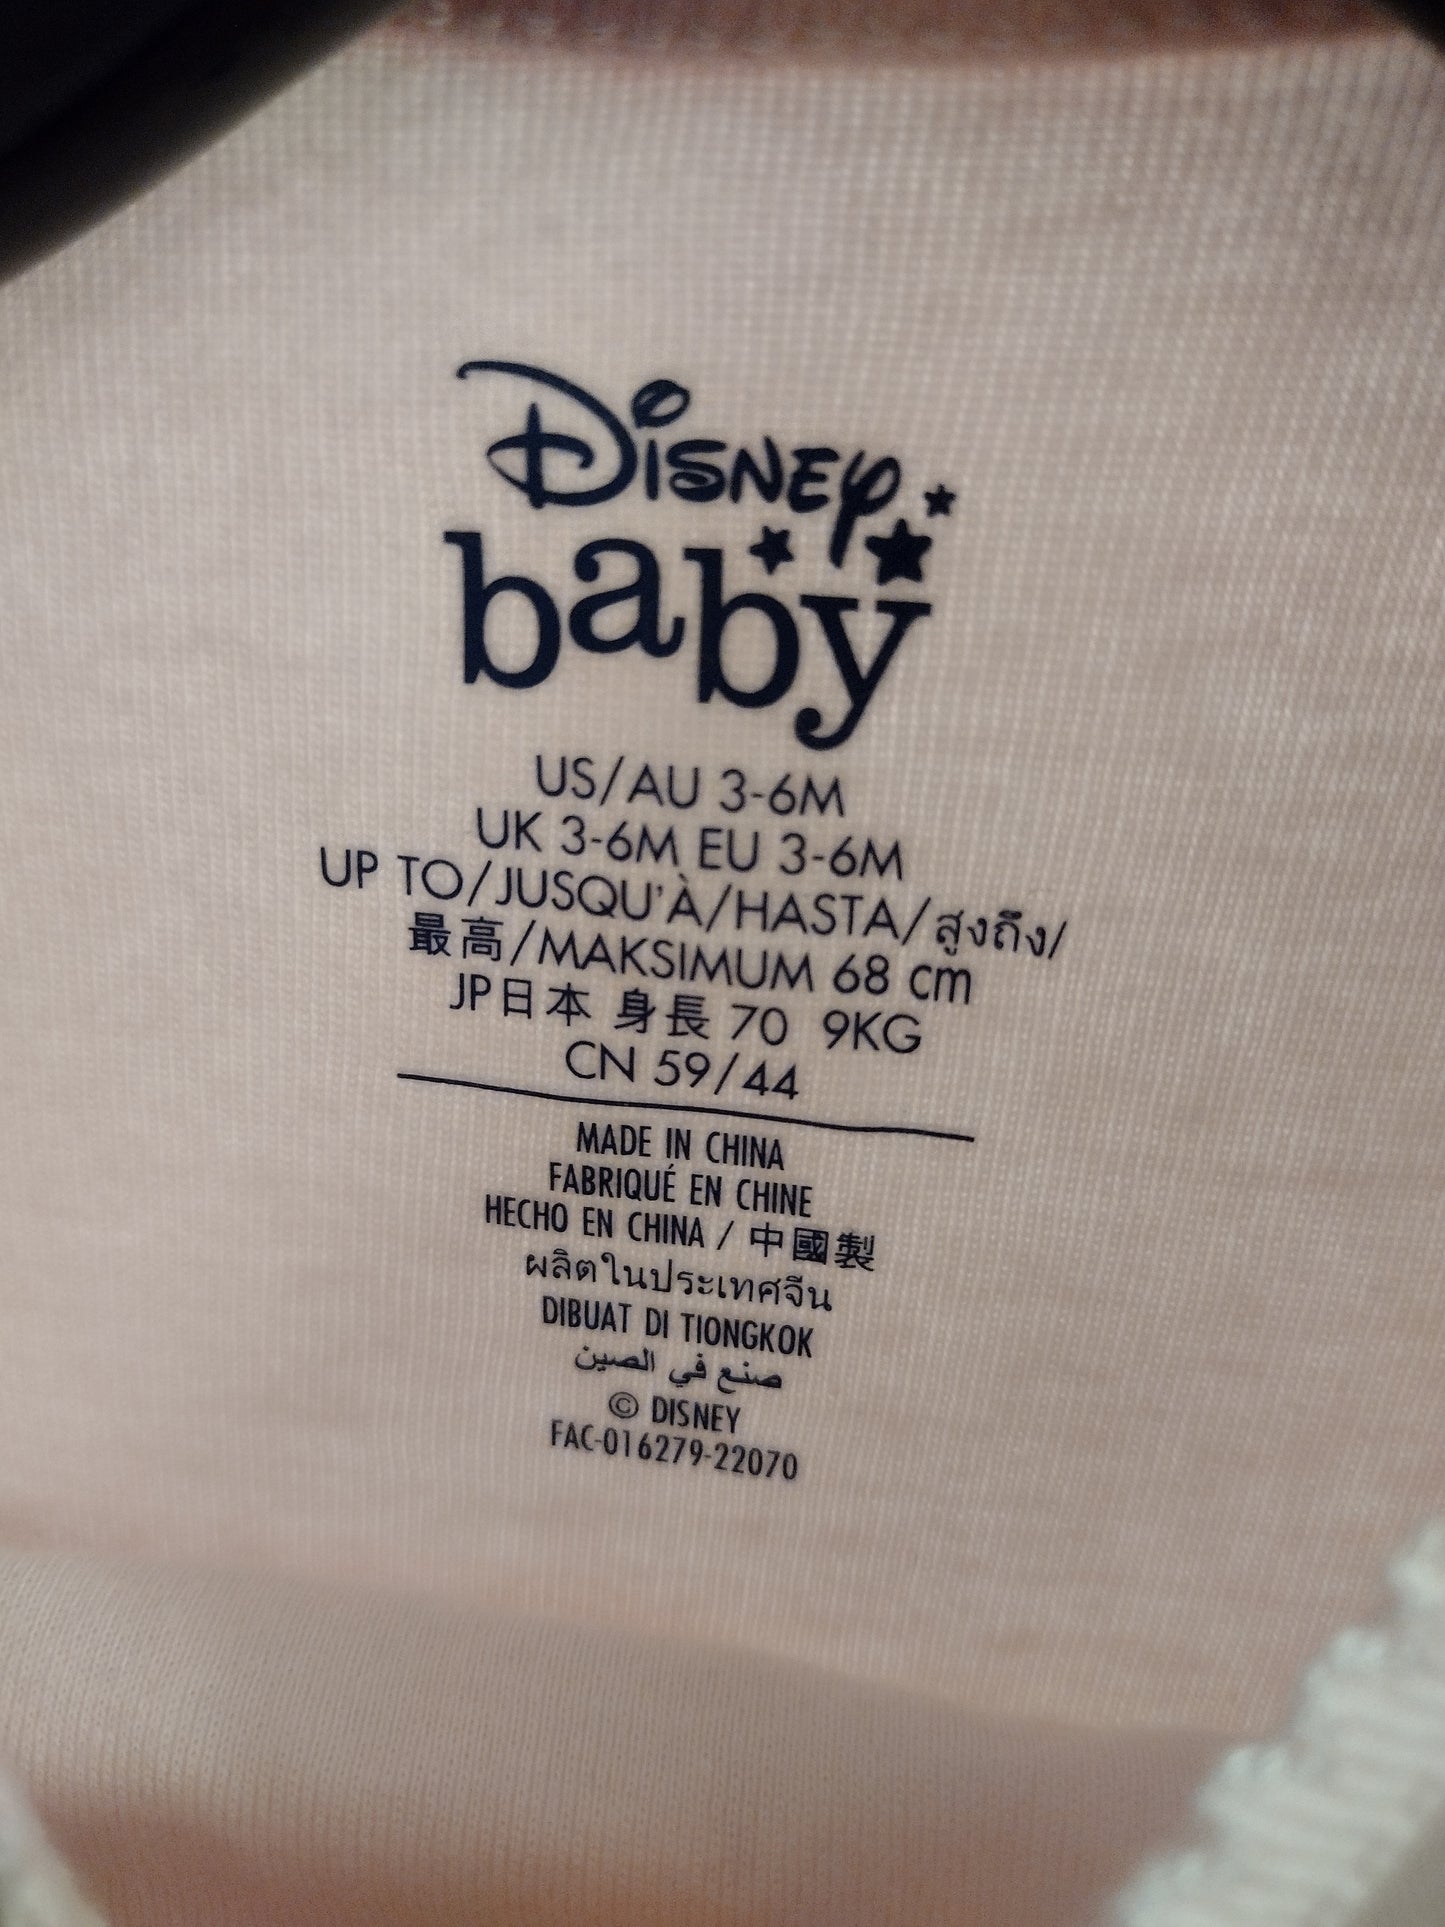 Disney
baby
US/AU 3-6M
UK 3-6M EU 3-6M
UP TO/JUSQU'À/HASTA/สูงถึง/
最高/MAKSIMUM 68 cm
JP日本 身長 70 9KG
CN 59/44
MADE IN CHINA
FABRIQUÉ EN CHINE
HECHO EN CHINA / 中國製
ผลิตในประเทศจีน
DIBUAT DI TIONGKOK
صنع في الصين
© DISNEY
FAC-016279-22070